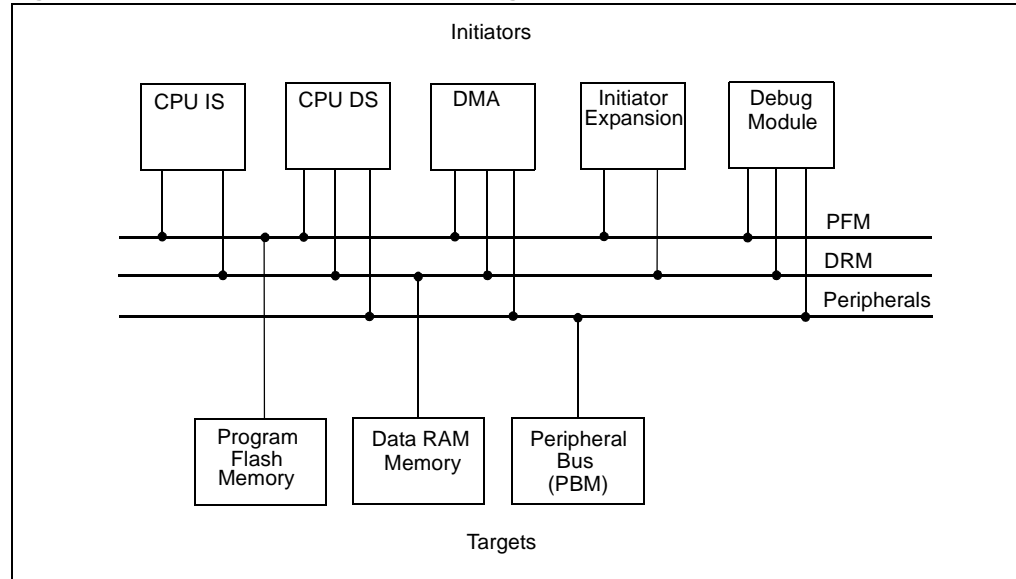 Initiators
CPU IS
CPU DS
DMA
Initiator
Expansion
Debug
Module
PFM
DRM
Peripherals
Program
Flash
Memory
Data RAM
Memory
Peripheral
Bus
(PBM)
Targets